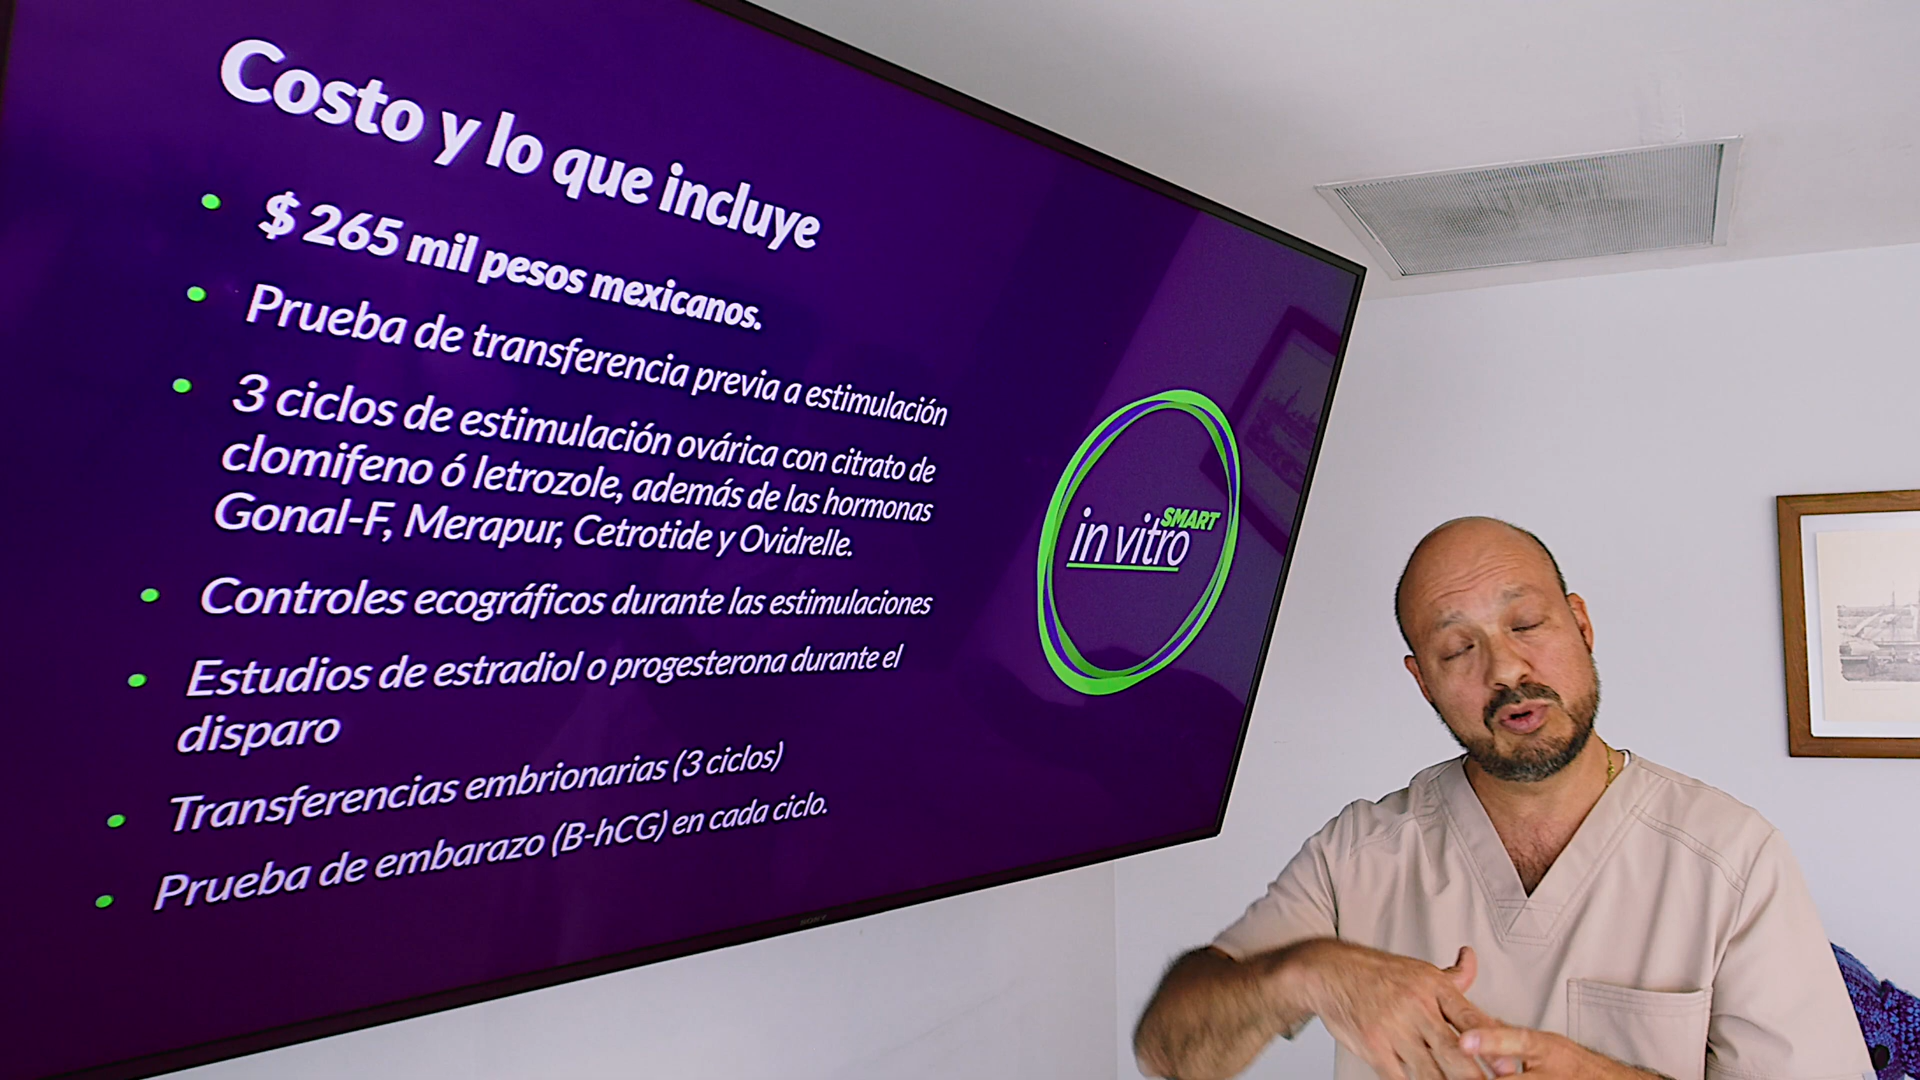 Costo y lo que incluye
$ 265 mil pesos mexicanos.
Prueba de transferencia previa a estimulación
3 ciclos de estimulación ovárica con citrato de
clomifeno ó letrozole, además de las hormonas
Gonal-F, Merapur, Cetrotide y Ovidrelle.
Controles ecográficos durante las estimulaciones
Estudios de estradiol o progesterona durante el
disparo
Transferencias embrionarias (3 ciclos)
Prueba de embarazo (B-hCG) en cada ciclo.
SMART
in vitro
SONY